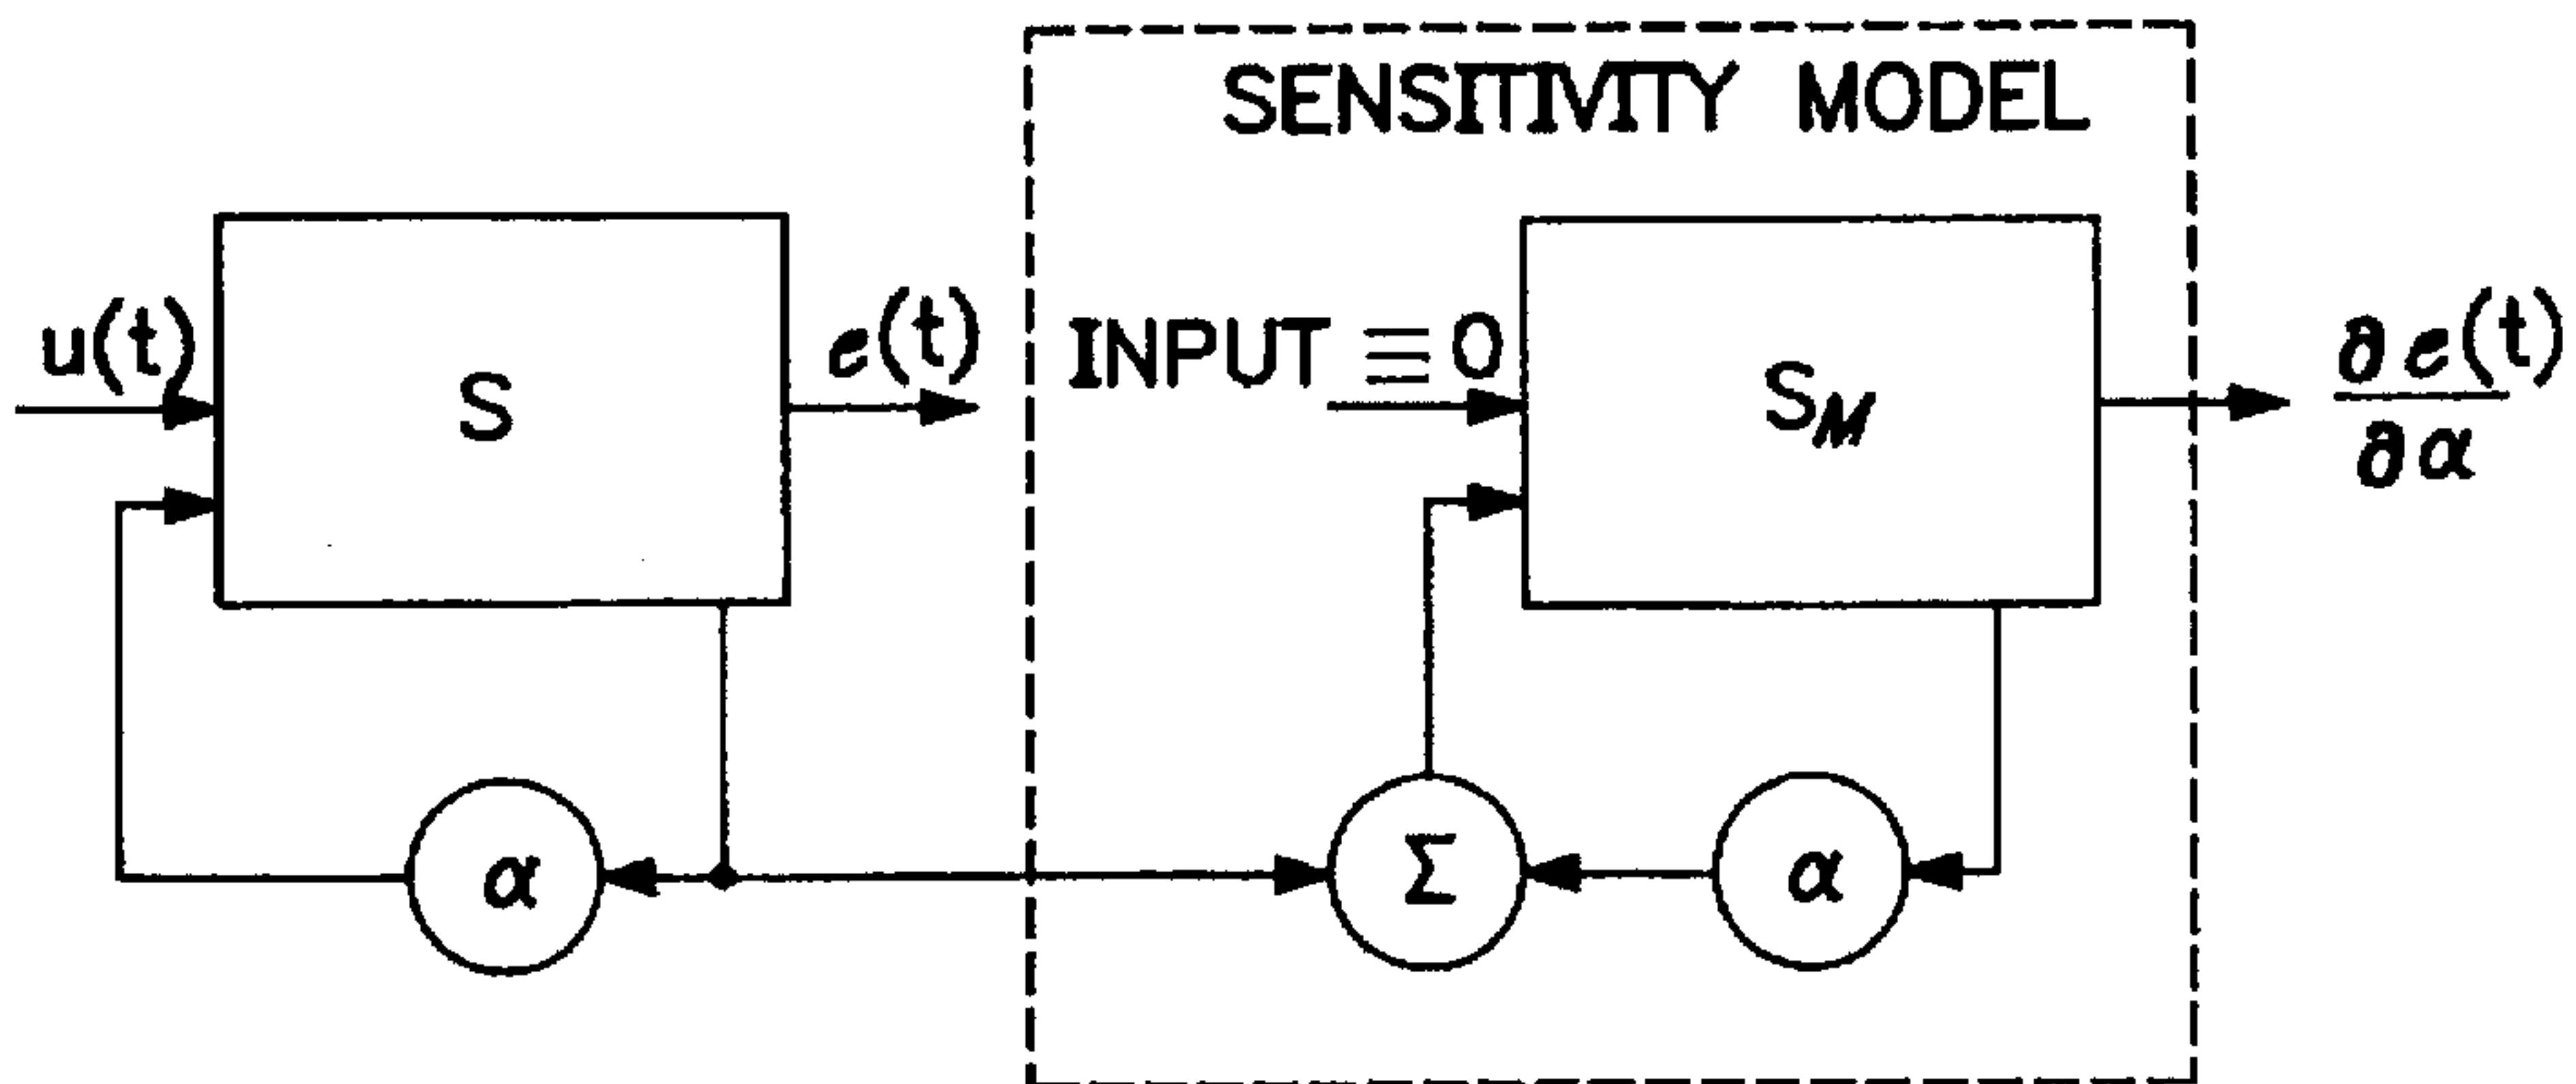 SENSITIVITY MODEL
u(t)
S
e(t)
INPUT ≡ 0
S_M
∂e(t)
∂α
α
Σ
α